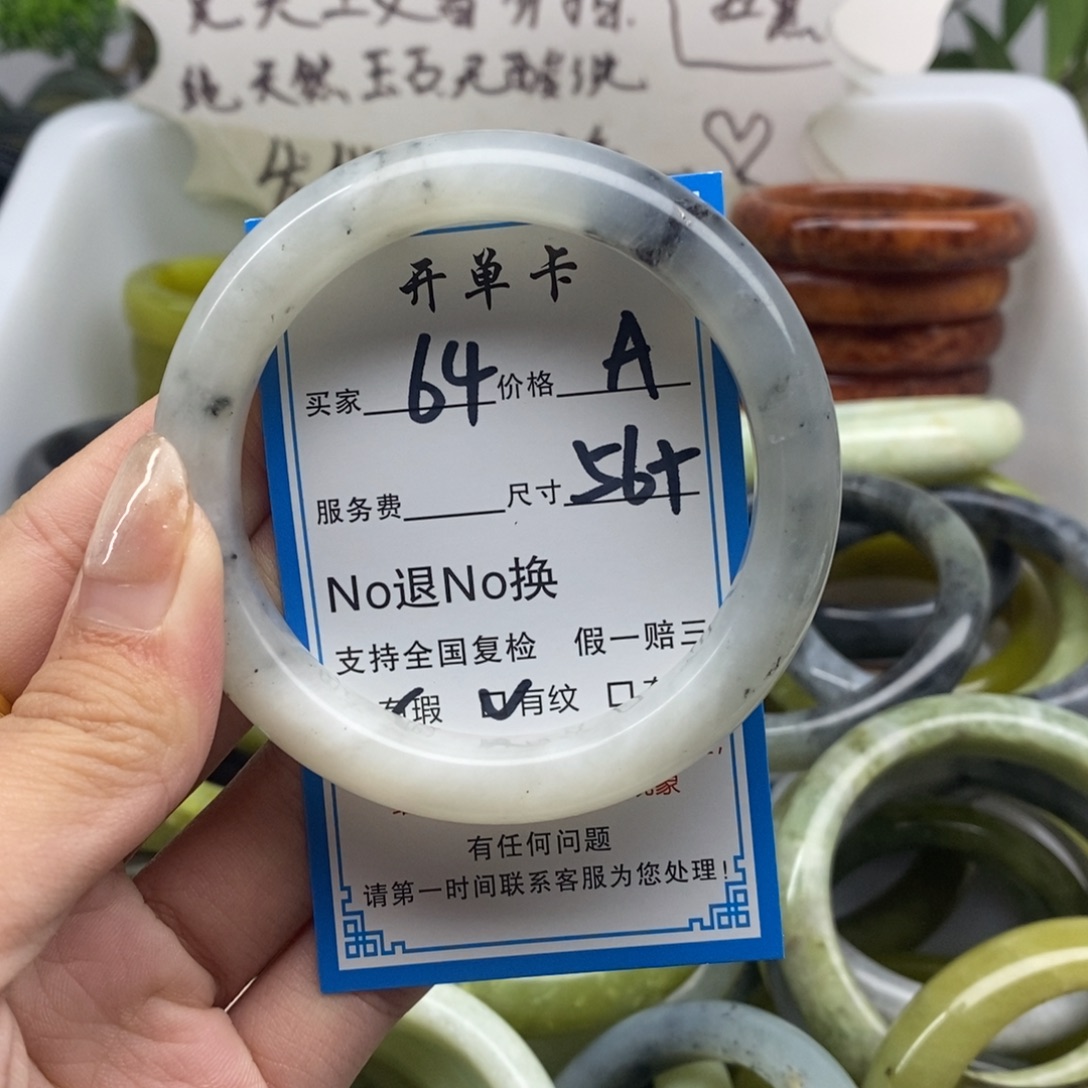 纯天然玉石无酸洗
开单卡
买家 64 价格 A
服务费 尺寸 56+
No退No换
支持全国复检 假一赔三
有瑕 有纹
有任何问题
请第一时间联系客服为您处理!